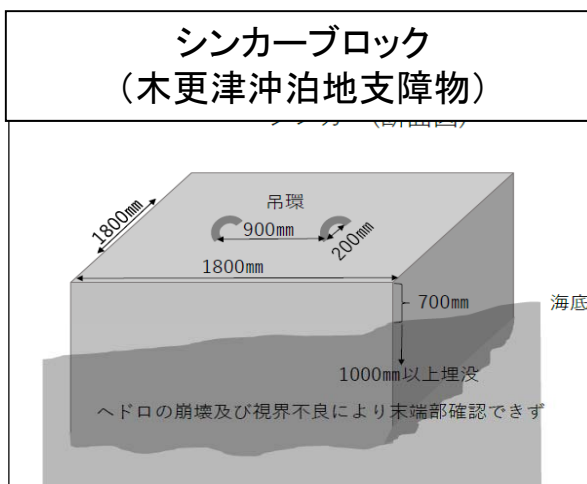 シンカーブロック
（木更津沖泊地支障物）
吊環
1800mm
900mm
200mm
1800mm
700mm
海底
1000mm以上埋没
ヘドロの崩壊及び視界不良により末端部確認できず